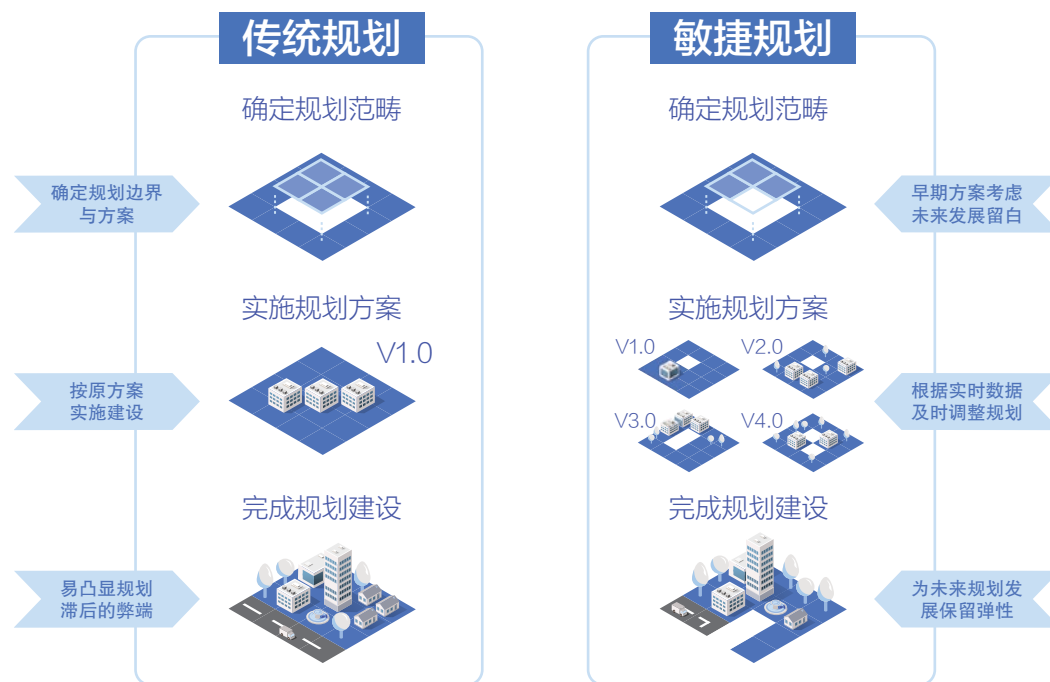 传统规划
确定规划范畴
确定规划边界
与方案
实施规划方案
V1.0
按原方案
实施建设
完成规划建设
易凸显规划
滞后的弊端
敏捷规划
确定规划范畴
早期方案考虑
未来发展留白
实施规划方案
V1.0
V2.0
V3.0
V4.0
根据实时数据
及时调整规划
完成规划建设
为未来规划发
展保留弹性